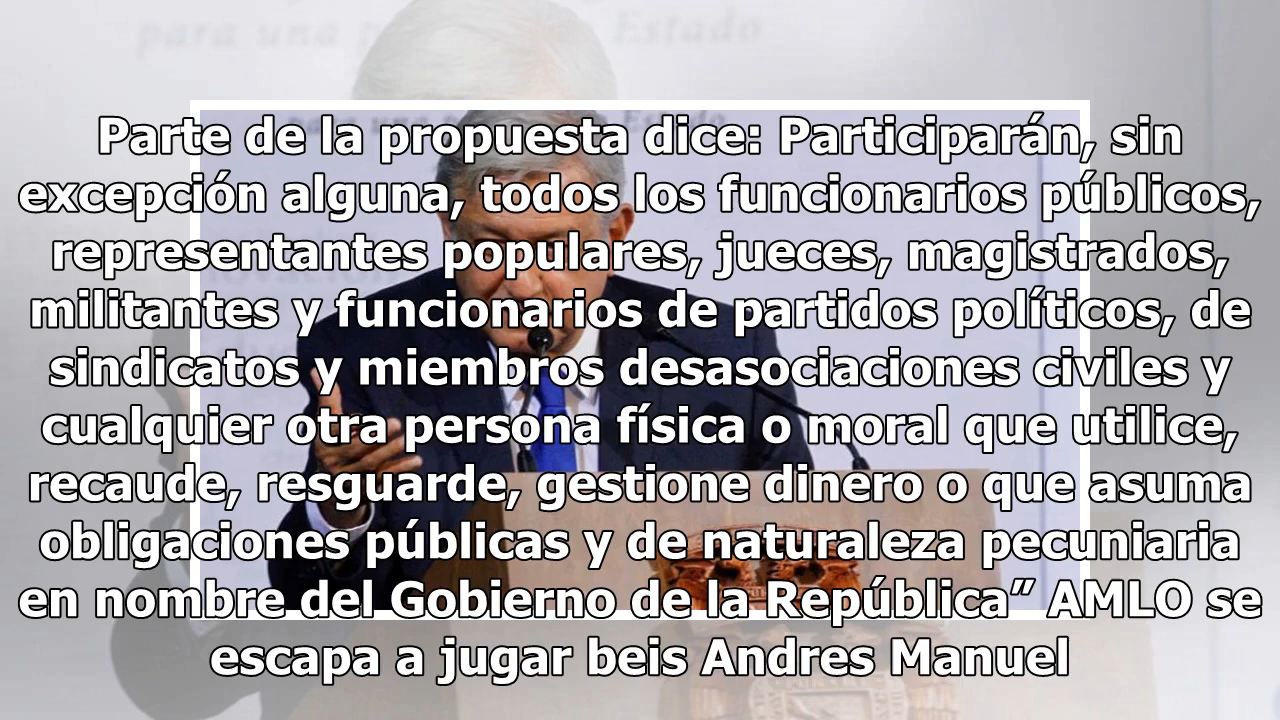 para una p Estado
Parte de la propuesta dice: Participarán, sin
excepción alguna, todos los funcionarios públicos,
representantes populares, jueces, magistrados,
militantes y funcionarios de partidos políticos, de
sindicatos y miembros desasociaciones civiles y
cualquier otra persona física o moral que utilice,
recaude, resguarde, gestione dinero o que asuma
obligaciones públicas y de naturaleza pecuniaria
en nombre del Gobierno de la República” AMLO se
escapa a jugar beis Andres Manuel